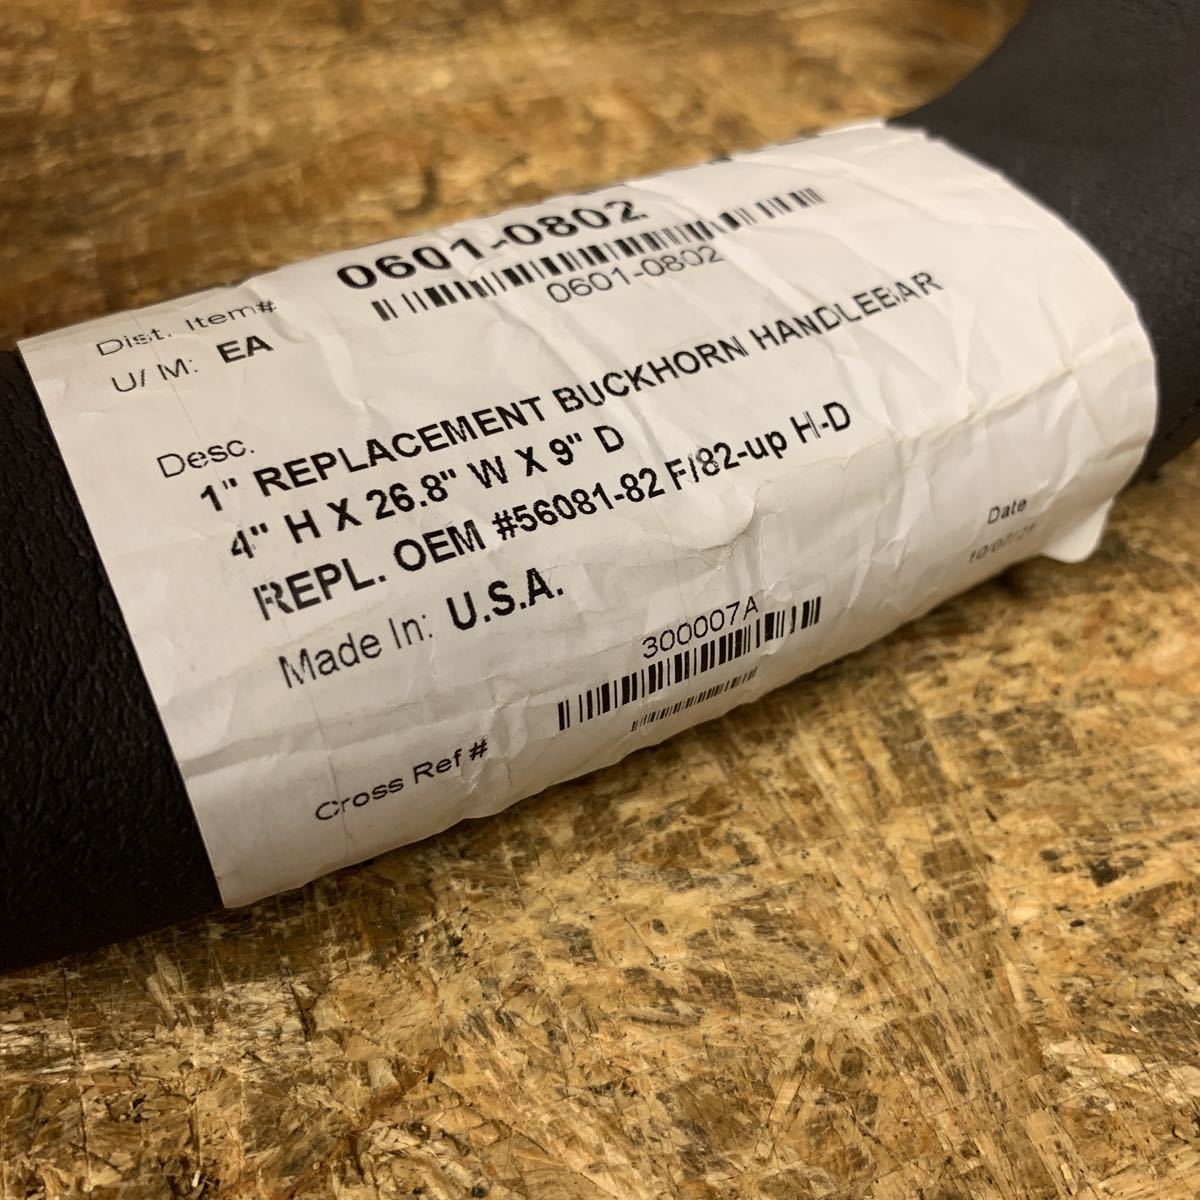 Dist. Item# 0601-0802
0601-0802
U/ M: EA
Desc. 1" REPLACEMENT BUCKHORN HANDLEBAR
4" H X 26.8" W X 9" D
REPL. OEM #56081-82 F/82-up H-D
Made In: U.S.A.
Date
300007A
Cross Ref #